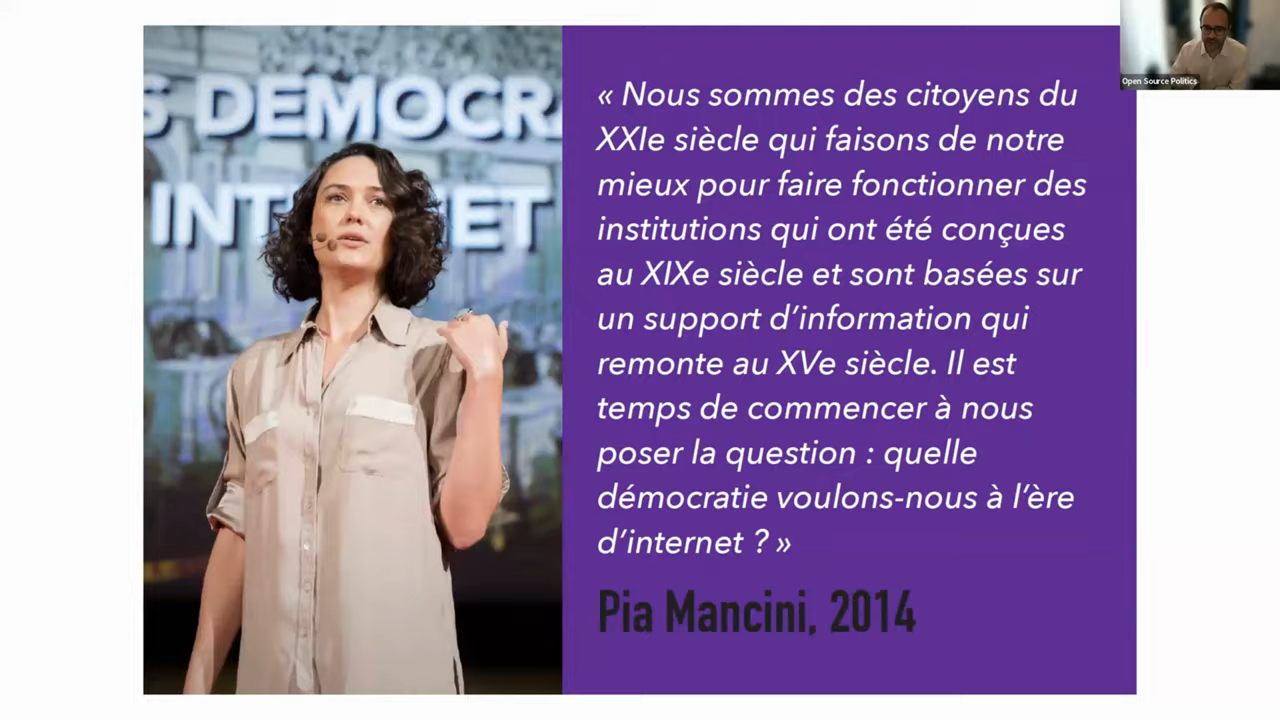 S DEMOCRA
INTERNET
« Nous sommes des citoyens du
XXIe siècle qui faisons de notre
mieux pour faire fonctionner des
institutions qui ont été conçues
au XIXe siècle et sont basées sur
un support d’information qui
remonte au XVe siècle. Il est
temps de commencer à nous
poser la question : quelle
démocratie voulons-nous à l’ère
d’internet ? »
Pia Mancini, 2014
Open Source Politics